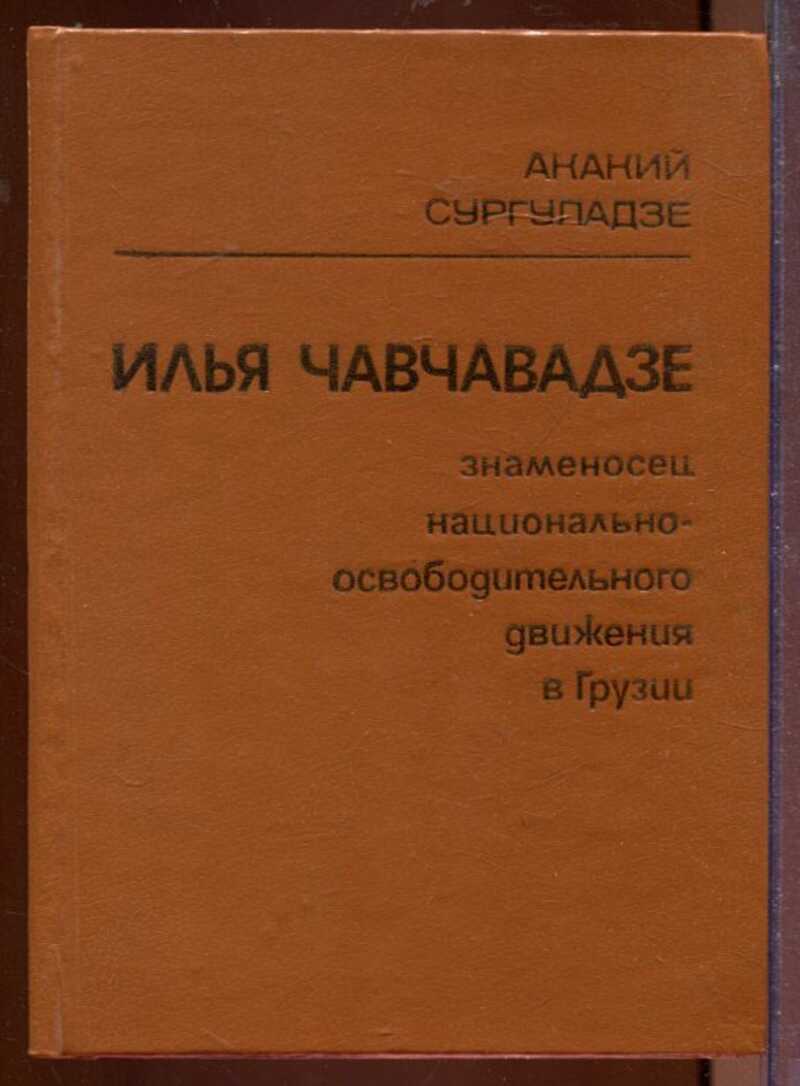 АКАКИЙ
СУРГУЛАДЗЕ
ИЛЬЯ ЧАВЧАВАДЗЕ
знаменосец
национально-
освободительного
движения
в Грузии